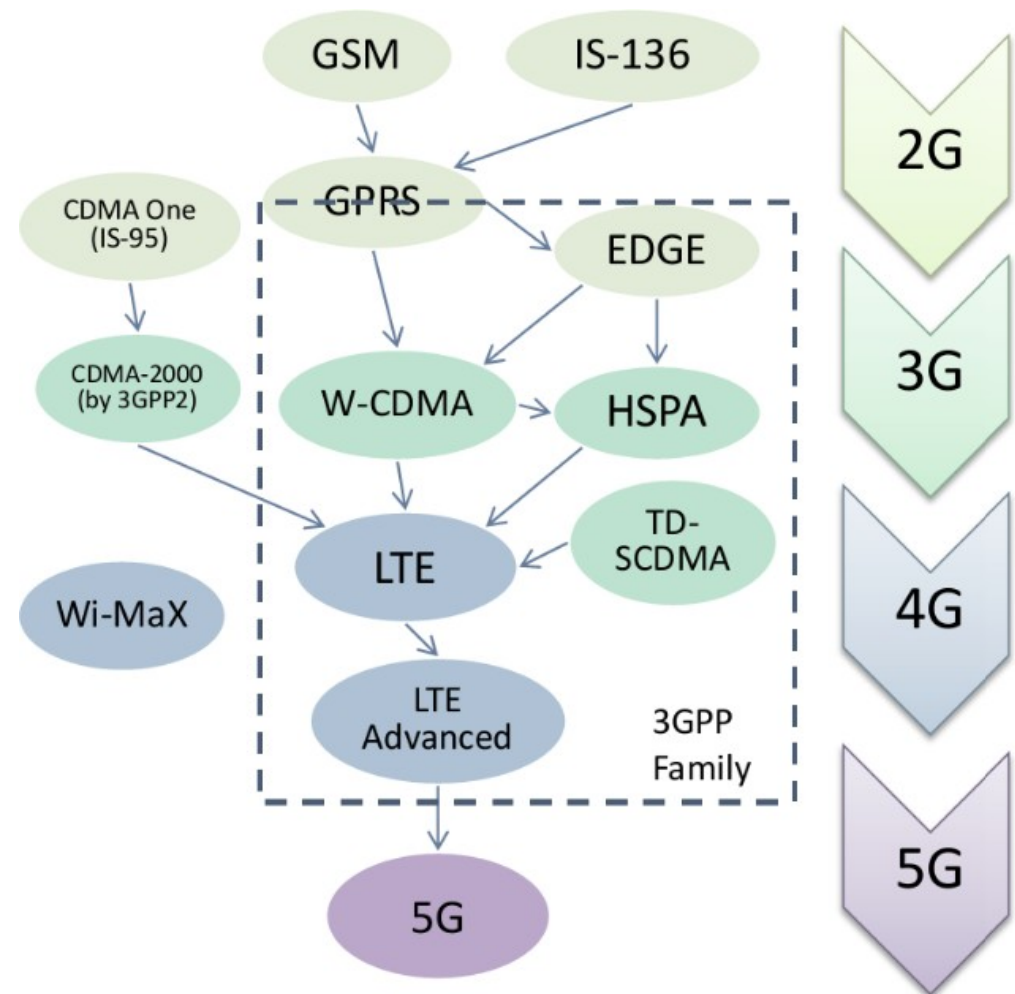 GSM
IS-136
2G
GPRS
CDMA One
(IS-95)
EDGE
3G
CDMA-2000
(by 3GPP2)
W-CDMA
HSPA
TD-
SCDMA
LTE
Wi-MaX
4G
LTE
Advanced
3GPP
Family
5G
5G